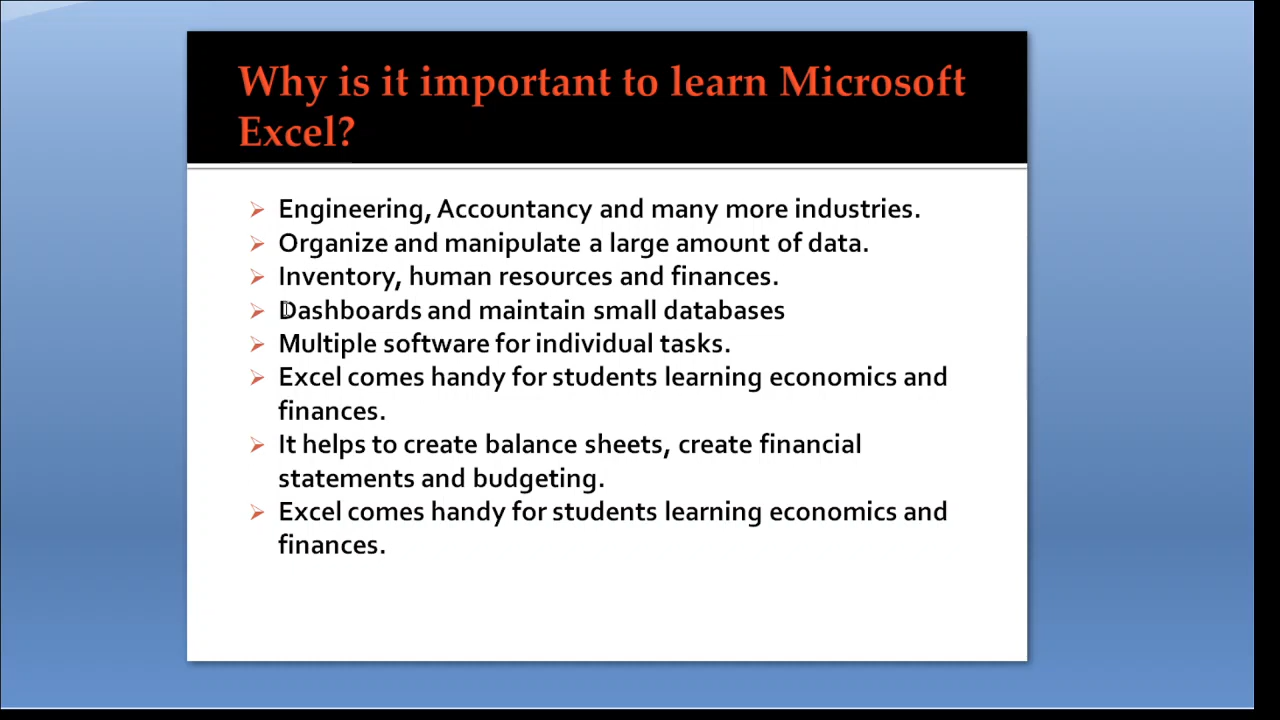 Why is it important to learn Microsoft
Excel?
Engineering, Accountancy and many more industries.
Organize and manipulate a large amount of data.
Inventory, human resources and finances.
Dashboards and maintain small databases
Multiple software for individual tasks.
Excel comes handy for students learning economics and
finances.
It helps to create balance sheets, create financial
statements and budgeting.
Excel comes handy for students learning economics and
finances.